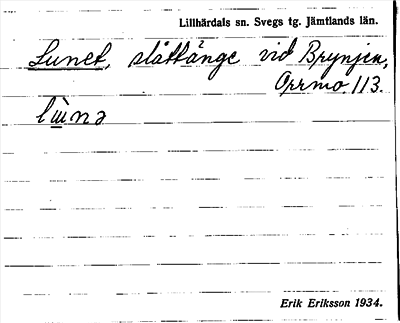 Lillhärdals sn. Svegs tg. Jämtlands län.
Lunet, slåttänge vid Brynjen,
Orrmo. 113.
lùnə
Erik Eriksson 1934.